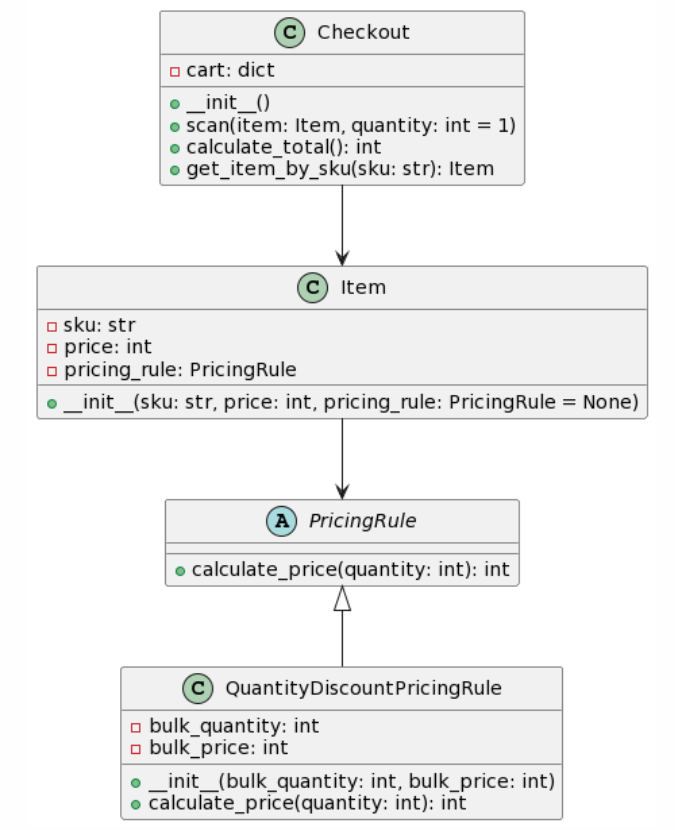 C Checkout
cart: dict
__init__()
scan(item: Item, quantity: int = 1)
calculate_total(): int
get_item_by_sku(sku: str): Item
C Item
sku: str
price: int
pricing_rule: PricingRule
__init__(sku: str, price: int, pricing_rule: PricingRule = None)
A PricingRule
calculate_price(quantity: int): int
C QuantityDiscountPricingRule
bulk_quantity: int
bulk_price: int
__init__(bulk_quantity: int, bulk_price: int)
calculate_price(quantity: int): int